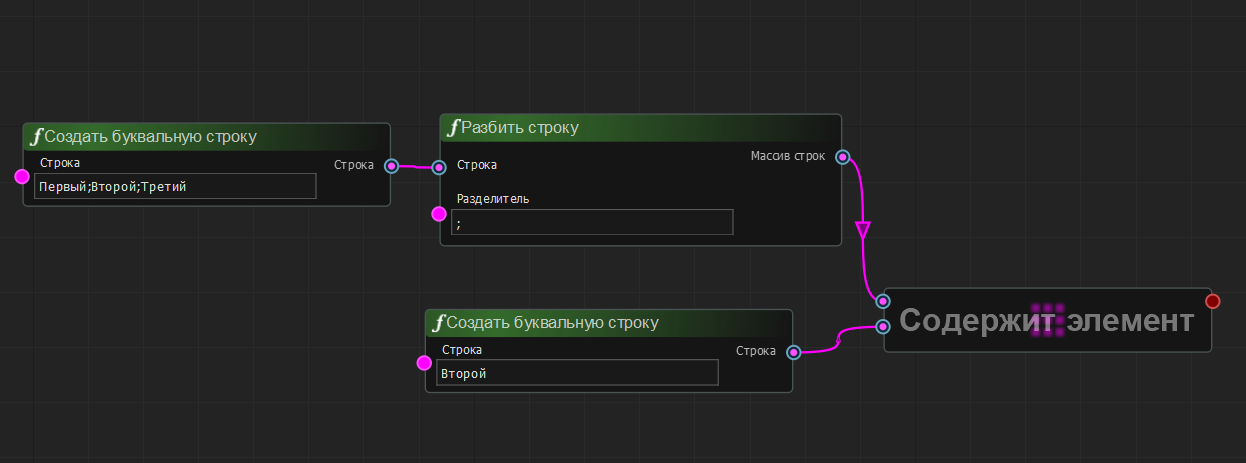 Создать буквальную строку
Строка
Строка
Первый;Второй;Третий
Разбить строку
Массив строк
Строка
Разделитель
;
Создать буквальную строку
Строка
Строка
Второй
Содержит элемент